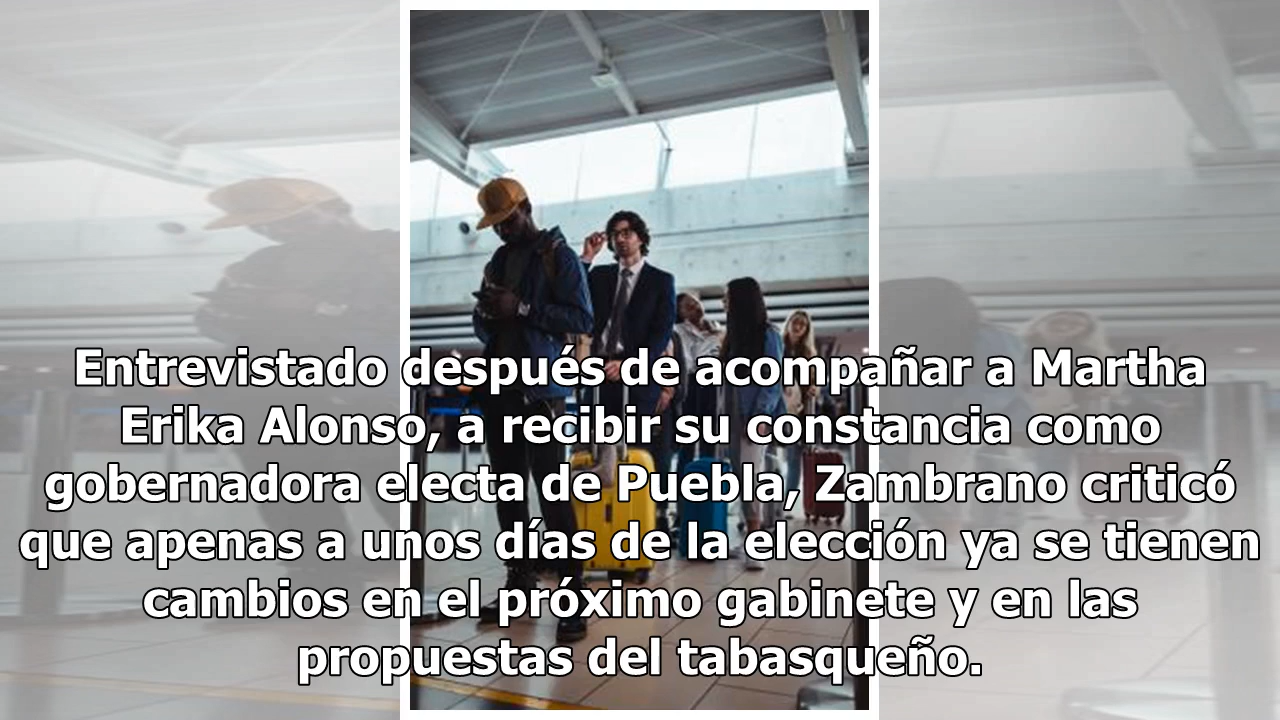 Entrevistado después de acompañar a Martha
Erika Alonso, a recibir su constancia como
gobernadora electa de Puebla, Zambrano criticó
que apenas a unos días de la elección ya se tienen
cambios en el próximo gabinete y en las
propuestas del tabasqueño.